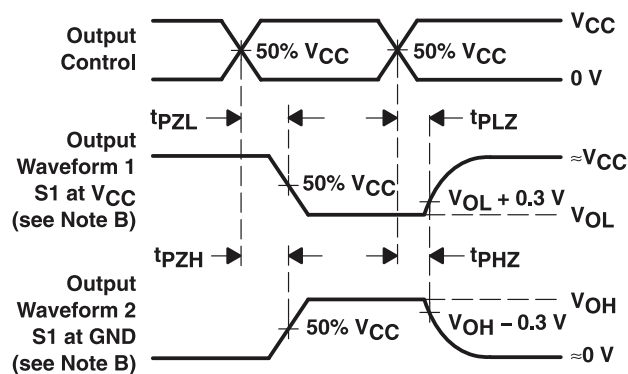 Output
Control
50% VCC
50% VCC
VCC
0 V
tPZL
tPLZ
Output
Waveform 1
S1 at VCC
(see Note B)
50% VCC
≈VCC
VOL + 0.3 V
VOL
tPZH
tPHZ
Output
Waveform 2
S1 at GND
(see Note B)
50% VCC
VOH
VOH − 0.3 V
≈0 V